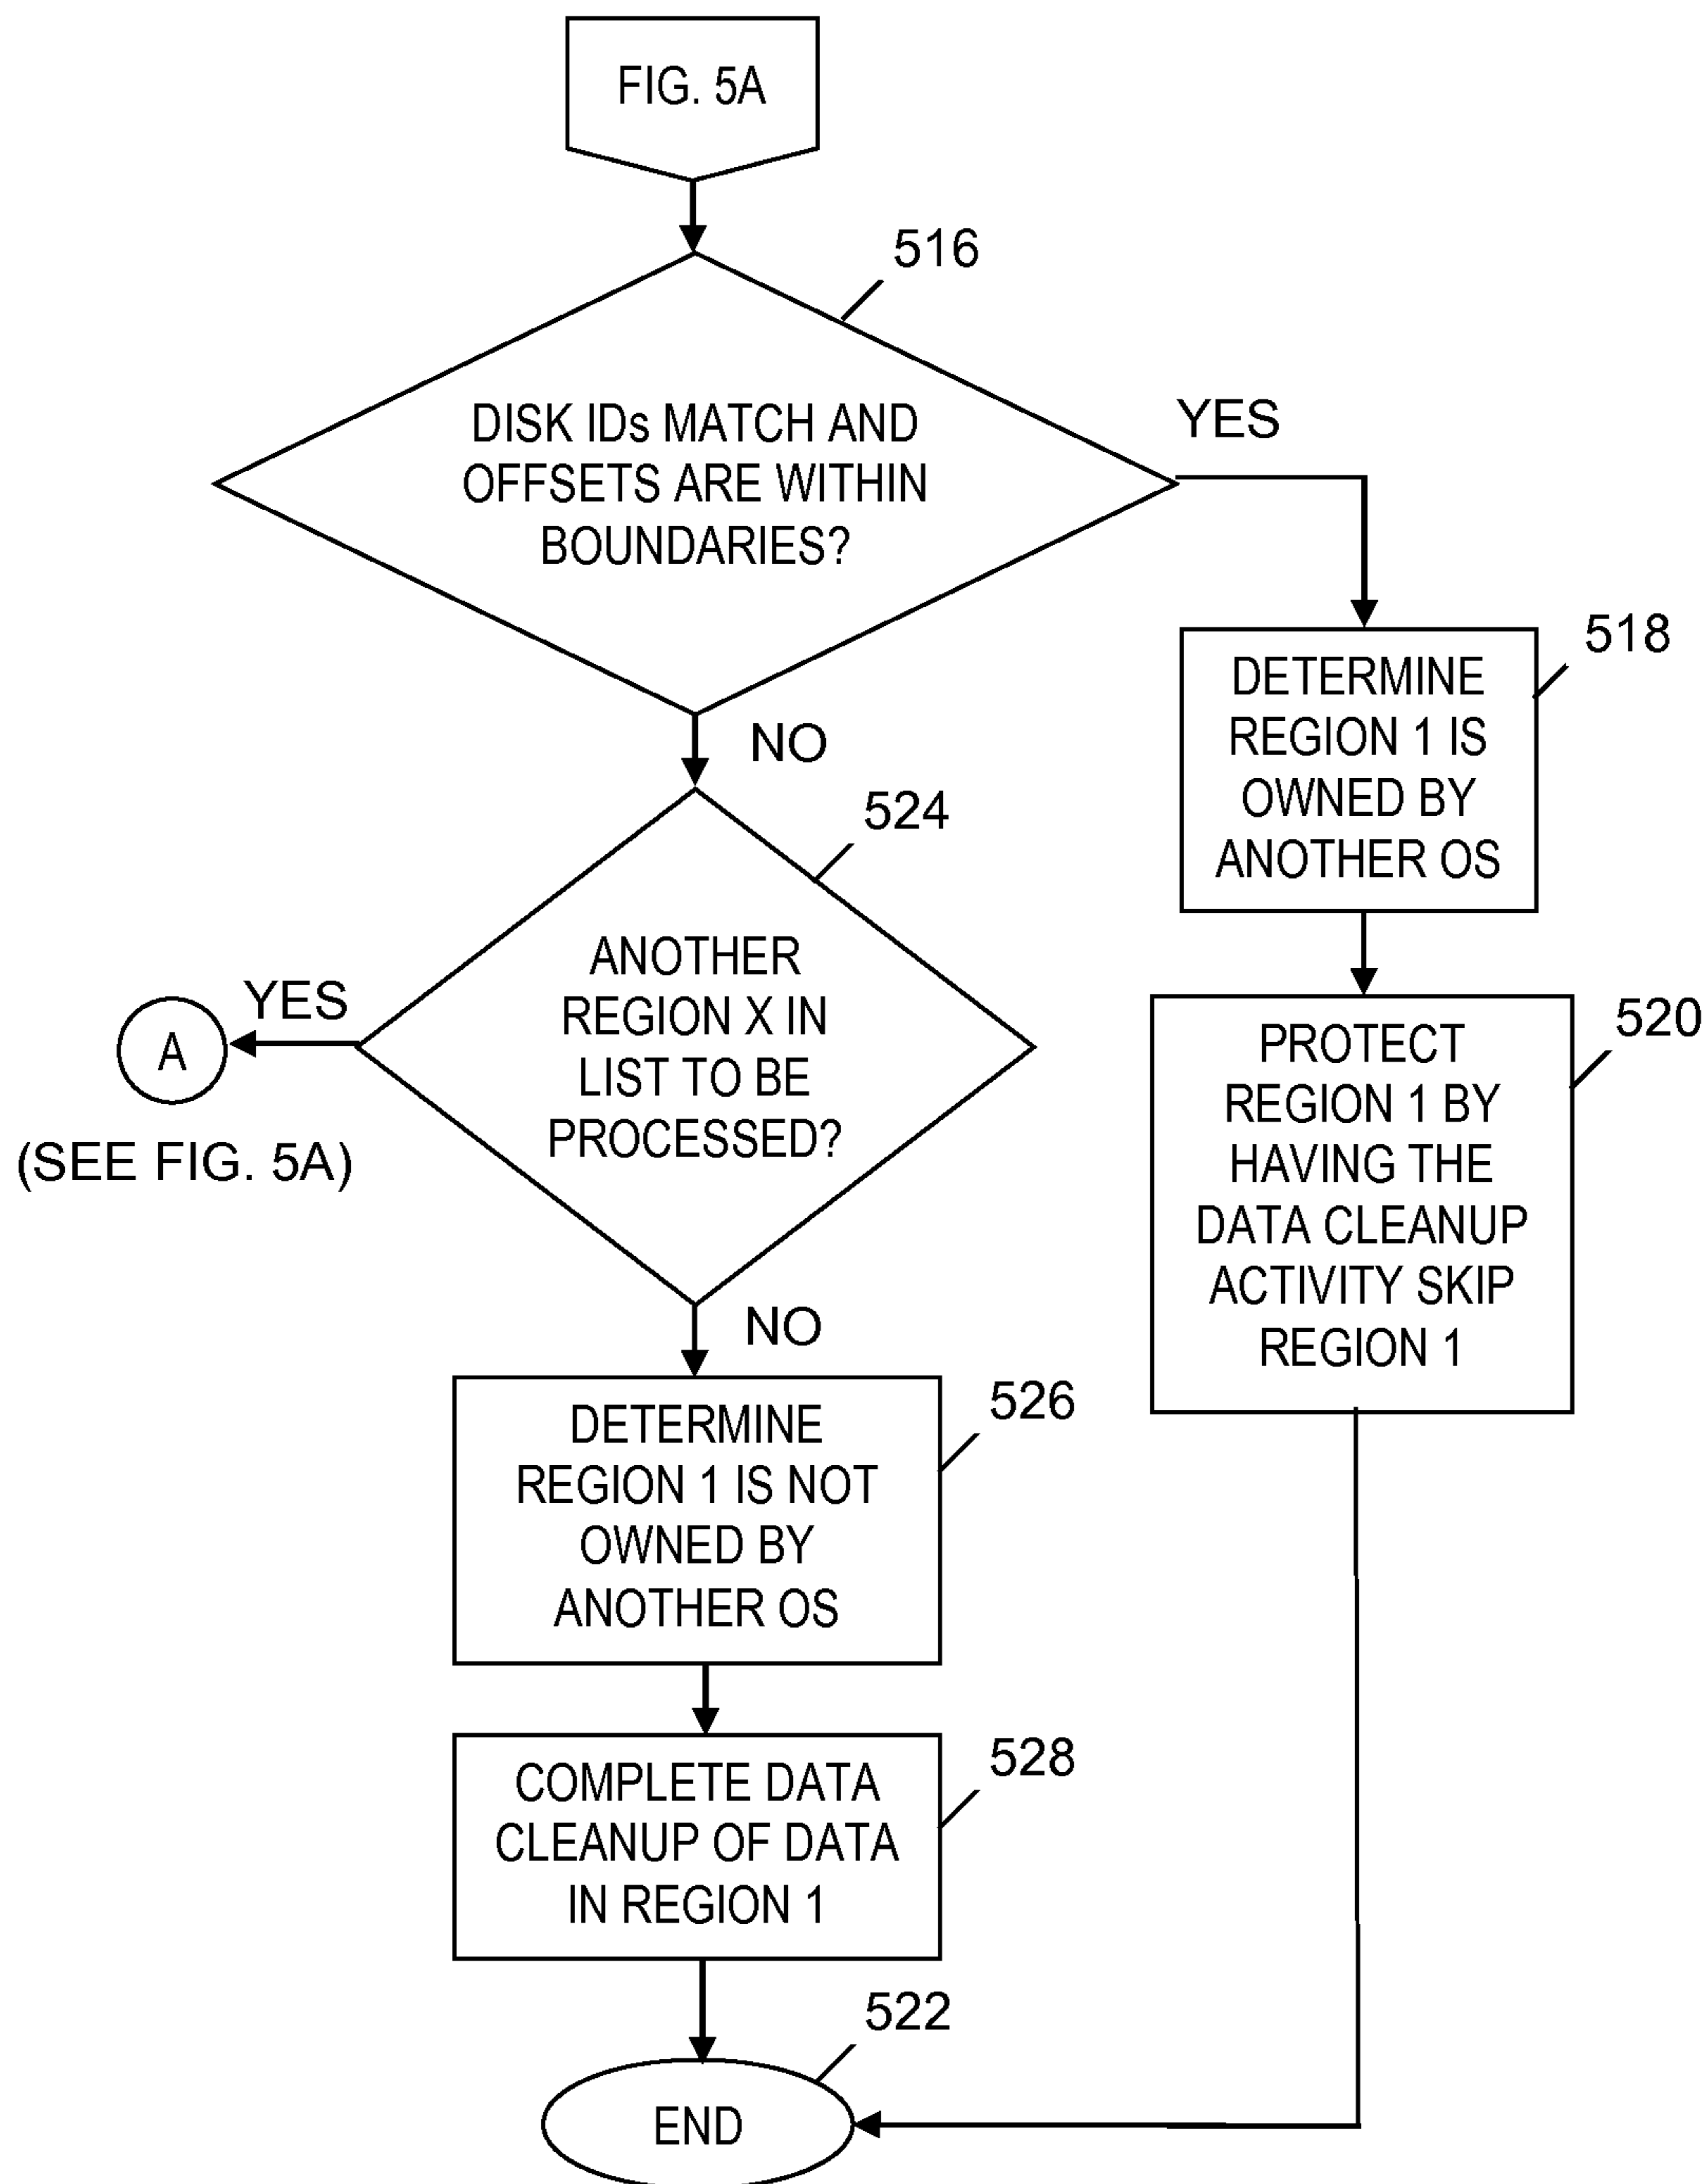 FIG. 5A
516
DISK IDs MATCH AND
OFFSETS ARE WITHIN
BOUNDARIES?
YES
518
DETERMINE
REGION 1 IS
OWNED BY
ANOTHER OS
NO
524
ANOTHER
REGION X IN
LIST TO BE
PROCESSED?
YES
A
(SEE FIG. 5A)
520
PROTECT
REGION 1 BY
HAVING THE
DATA CLEANUP
ACTIVITY SKIP
REGION 1
NO
526
DETERMINE
REGION 1 IS NOT
OWNED BY
ANOTHER OS
528
COMPLETE DATA
CLEANUP OF DATA
IN REGION 1
522
END